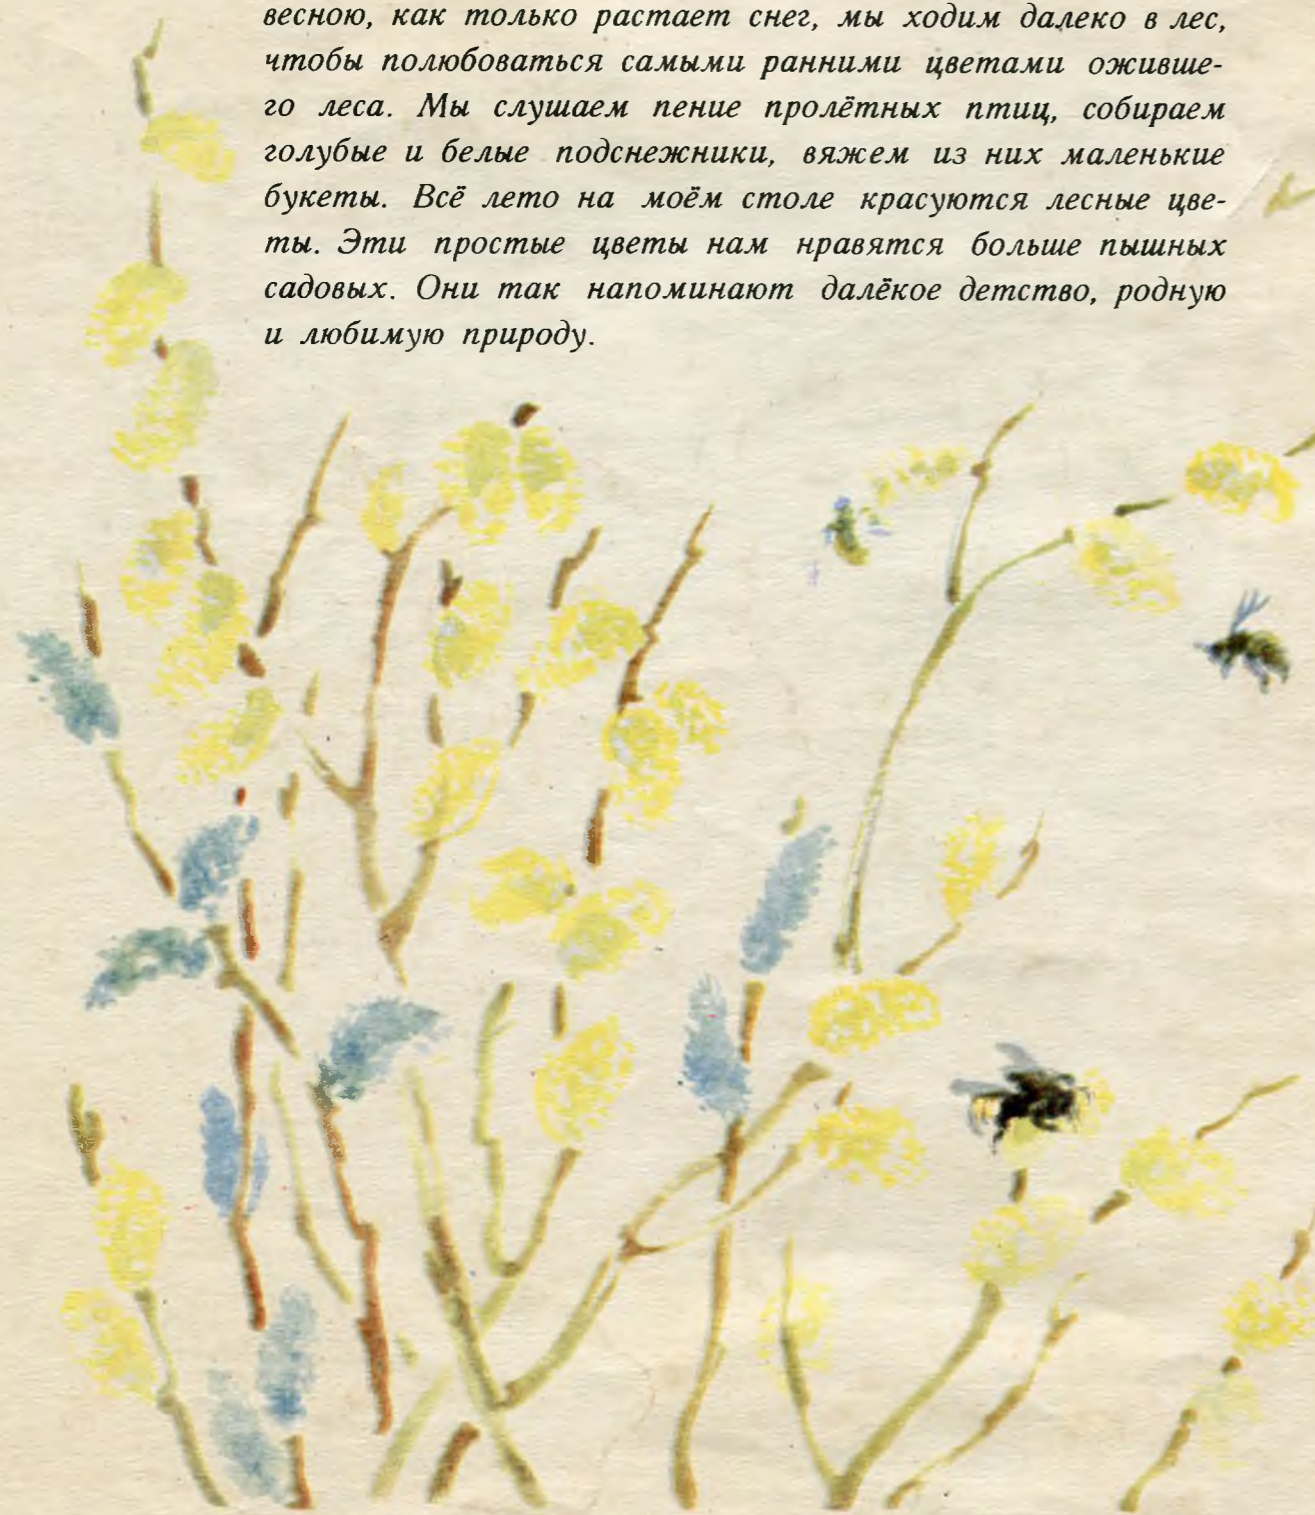 весною, как только растает снег, мы ходим далеко в лес,
чтобы полюбоваться самыми ранними цветами оживше-
го леса. Мы слушаем пение пролётных птиц, собираем
голубые и белые подснежники, вяжем из них маленькие
букеты. Всё лето на моём столе красуются лесные цве-
ты. Эти простые цветы нам нравятся больше пышных
садовых. Они так напоминают далёкое детство, родную
и любимую природу.